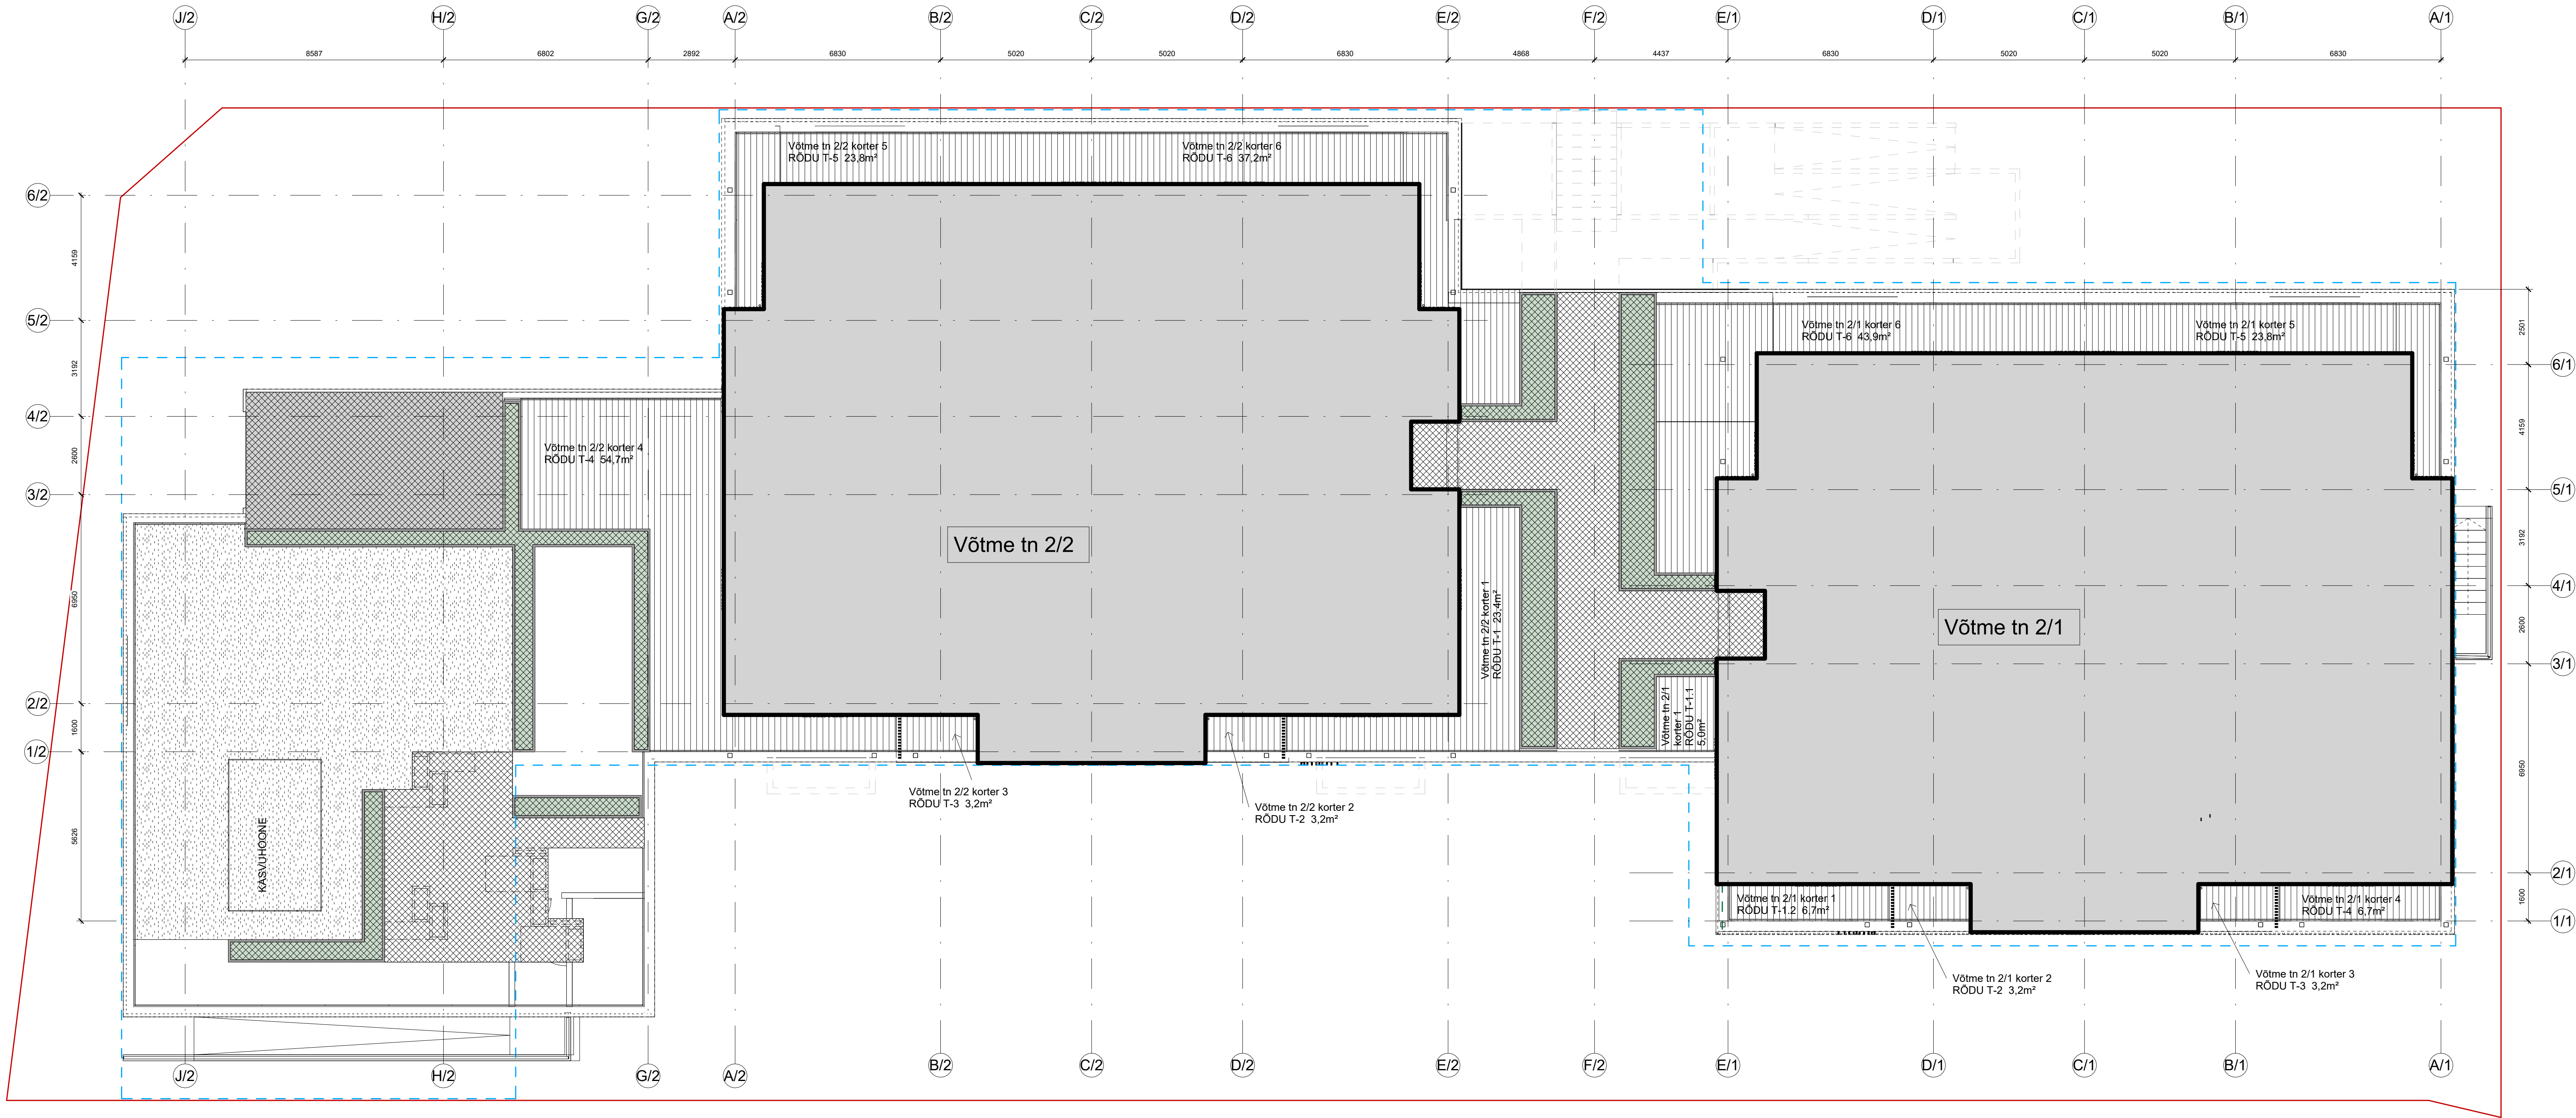 J/2 H/2 G/2 A/2 B/2 C/2 D/2 E/2 F/2 E/1 D/1 C/1 B/1 A/1
8587 6802 2892 6830 5020 5020 6830 4868 4437 6830 5020 5020 6830
Võtme tn 2/2 korter 5
RÕDU T-5 23,8m²
Võtme tn 2/2 korter 6
RÕDU T-6 37,2m²
6/2
4159
5/2
3192
4/2
2600
3/2
6950
2/2
1600
1/2
5626
Võtme tn 2/1 korter 6
RÕDU T-6 43,9m²
Võtme tn 2/1 korter 5
RÕDU T-5 23,8m²
2501
6/1
4159
5/1
3192
4/1
2600
3/1
6950
2/1
1600
1/1
Võtme tn 2/2 korter 4
RÕDU T-4 54,7m²
Võtme tn 2/2
Võtme tn 2/2 korter 1
RÕDU T-1 23,4m²
Võtme tn 2/1
Võtme tn 2/1
korter 1
RÕDU T-1.1
5,0m²
KASVUHOONE
Võtme tn 2/2 korter 3
RÕDU T-3 3,2m²
Võtme tn 2/2 korter 2
RÕDU T-2 3,2m²
Võtme tn 2/1 korter 1
RÕDU T-1.2 6,7m²
Võtme tn 2/1 korter 4
RÕDU T-4 6,7m²
Võtme tn 2/1 korter 2
RÕDU T-2 3,2m²
Võtme tn 2/1 korter 3
RÕDU T-3 3,2m²
J/2 H/2 G/2 A/2 B/2 C/2 D/2 E/2 F/2 E/1 D/1 C/1 B/1 A/1